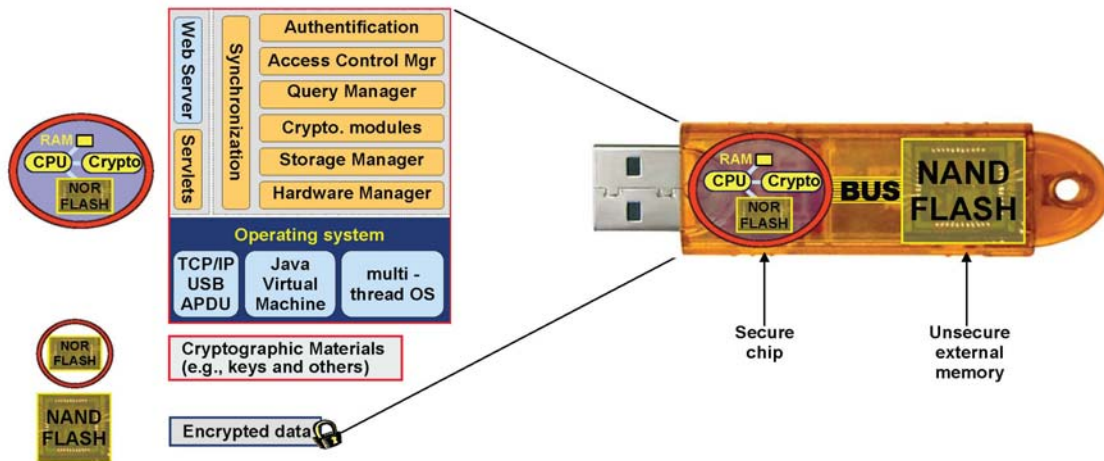 Web Server
Servlets
Synchronization
Authentification
Access Control Mgr
Query Manager
Crypto. modules
Storage Manager
Hardware Manager
Operating system
TCP/IP
USB
APDU
Java
Virtual
Machine
multi -
thread OS
RAM
CPU
Crypto
NOR
FLASH
NOR
FLASH
Cryptographic Materials
(e.g., keys and others)
NAND
FLASH
Encrypted data
RAM
CPU
Crypto
NOR
FLASH
BUS
NAND
FLASH
Secure
chip
Unsecure
external
memory